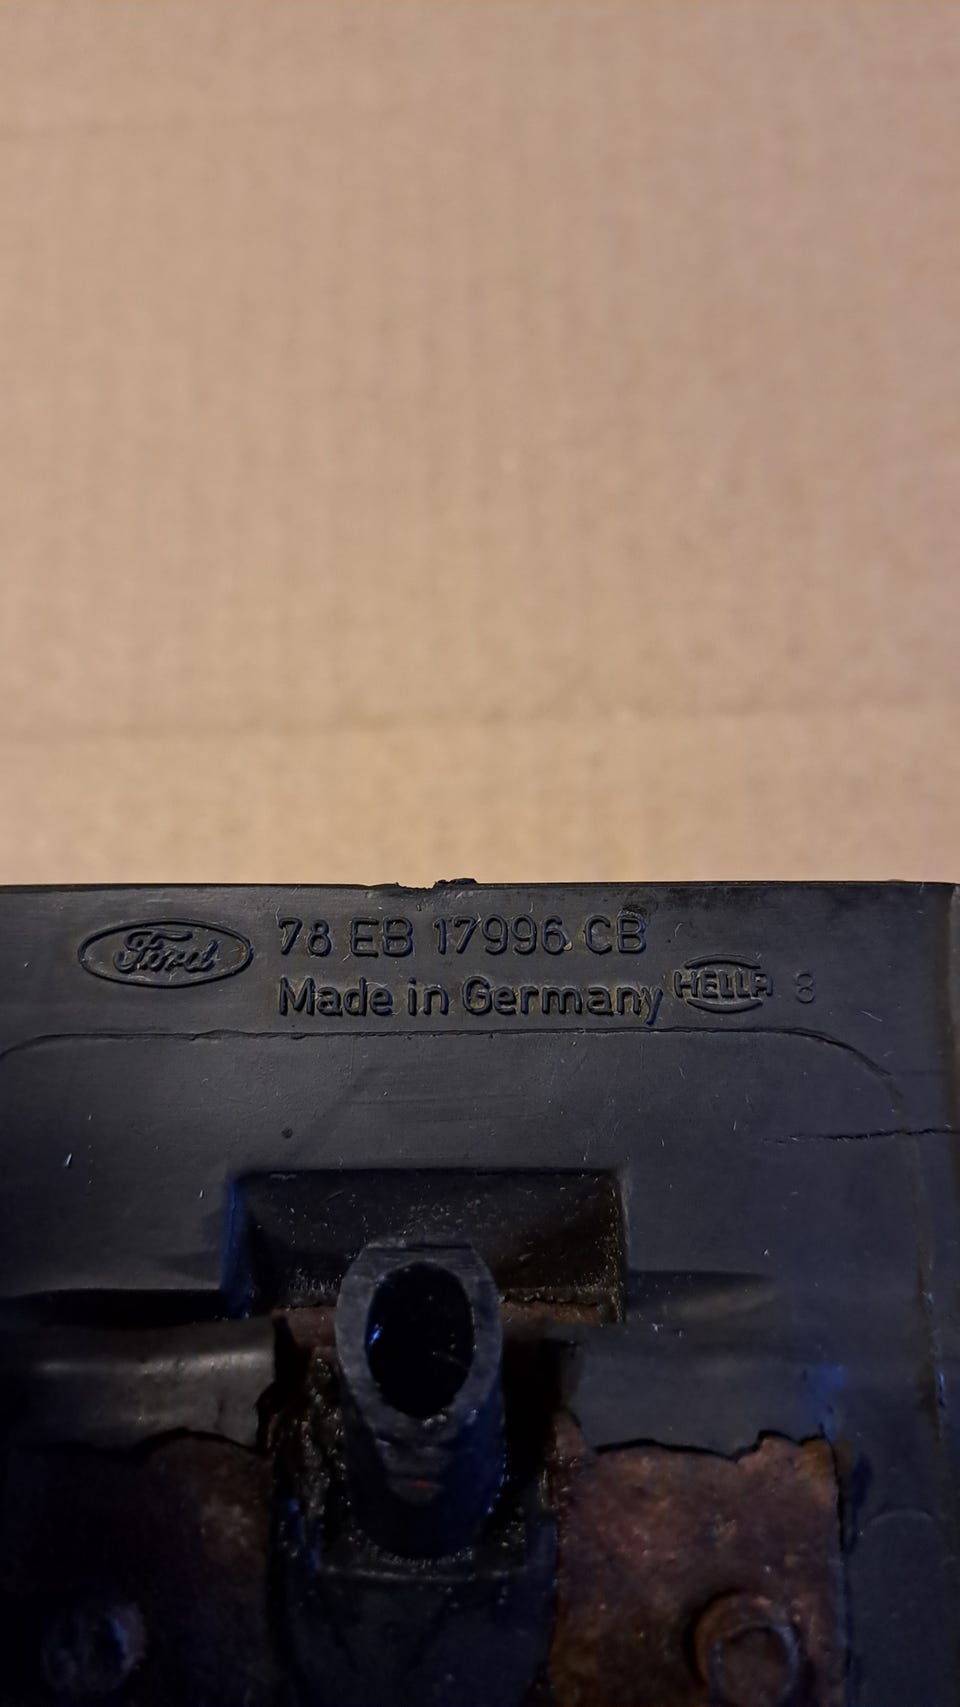 Ford
78 EB 17996 CB
Made in Germany HELLA 8